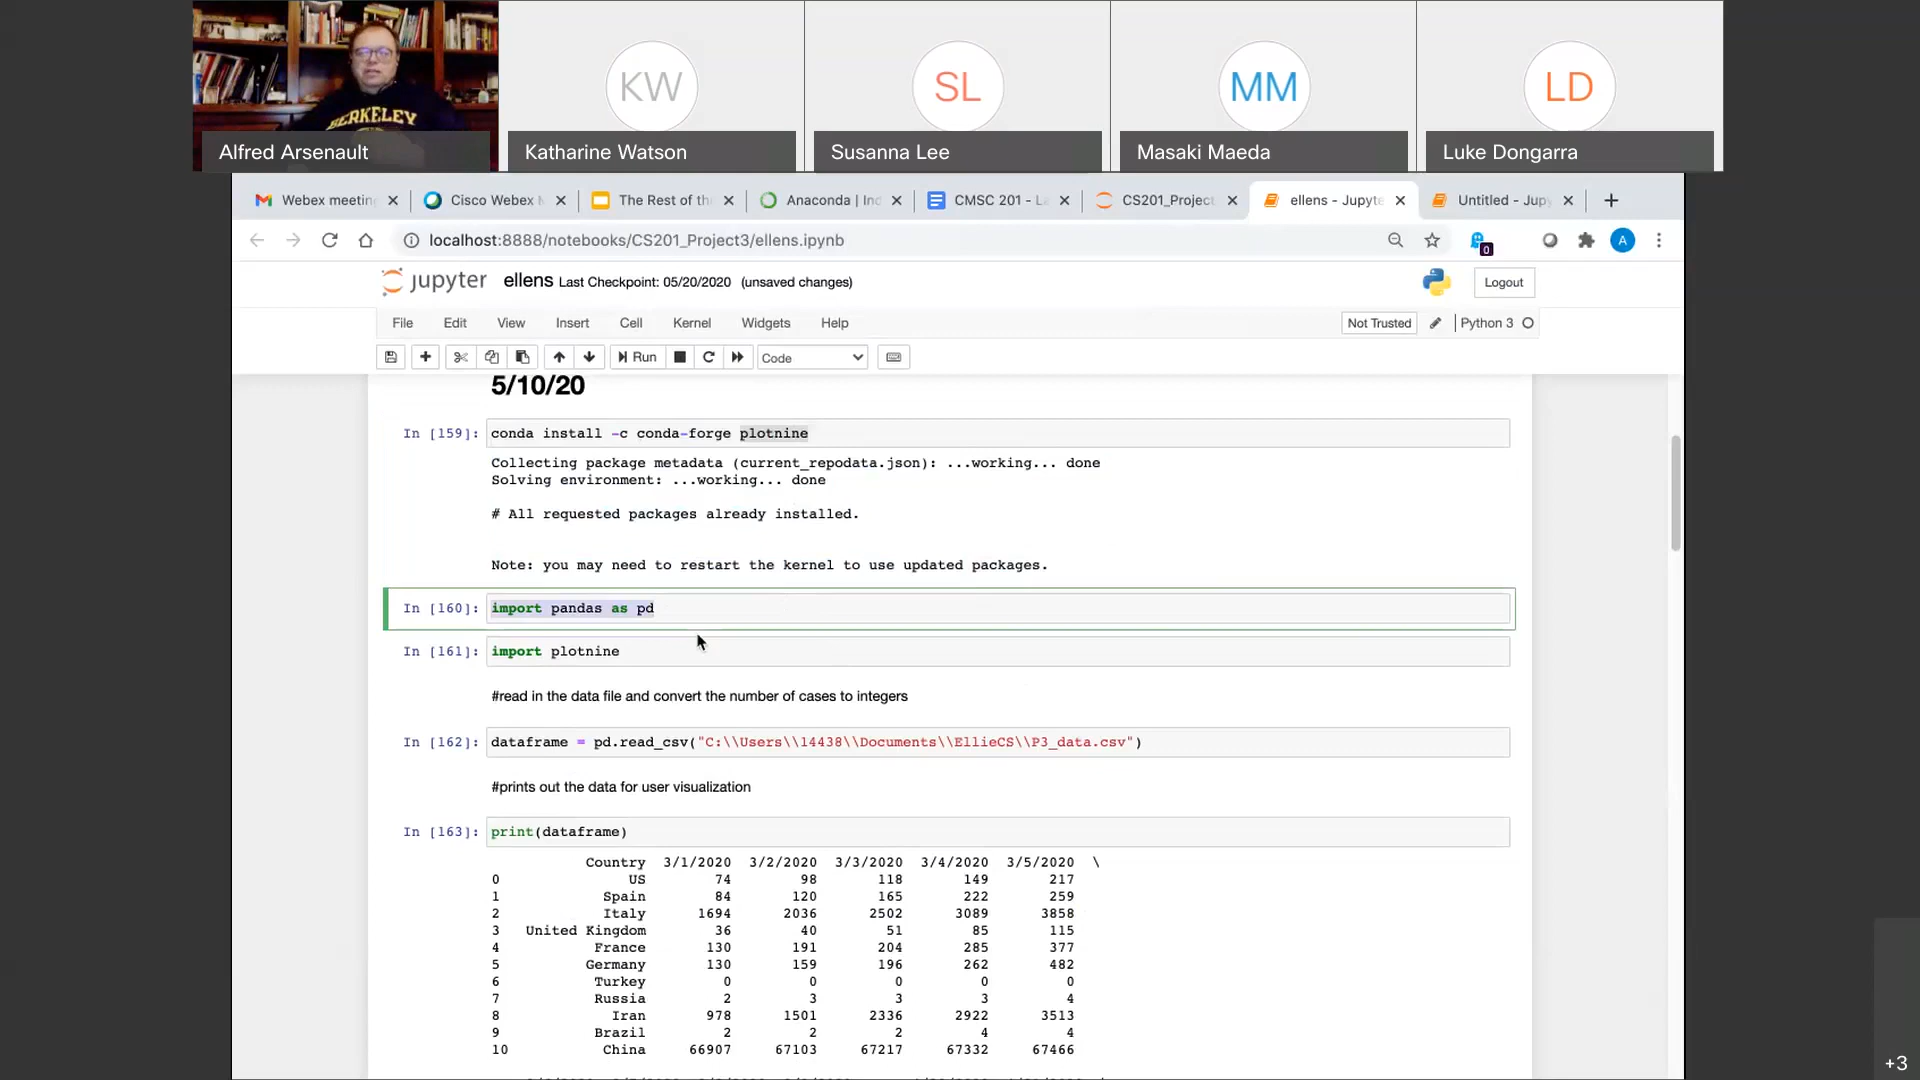 BERKELEY
KW
SL
MM
LD
Alfred Arsenault
Katharine Watson
Susanna Lee
Masaki Maeda
Luke Dongarra
Webex meetin
Cisco Webex
The Rest of th
Anaconda | In
CMSC 201 - L
CS201_Project
ellens - Jupyte
Untitled - Jup
localhost:8888/notebooks/CS201_Project3/ellens.ipynb
0
A
jupyter ellens Last Checkpoint: 05/20/2020 (unsaved changes)
Logout
File Edit View Insert Cell Kernel Widgets Help
Not Trusted
Python 3
Run
Code
5/10/20
In [159]: conda install -c conda-forge plotnine
Collecting package metadata (current_repodata.json): ...working... done
Solving environment: ...working... done
# All requested packages already installed.
Note: you may need to restart the kernel to use updated packages.
In [160]: import pandas as pd
In [161]: import plotnine
#read in the data file and convert the number of cases to integers
In [162]: dataframe = pd.read_csv("C:\\Users\\14438\\Documents\\EllieCS\\P3_data.csv")
#prints out the data for user visualization
In [163]: print(dataframe)
Country 3/1/2020 3/2/2020 3/3/2020 3/4/2020 3/5/2020 \
0 US 74 98 118 149 217
1 Spain 84 120 165 222 259
2 Italy 1694 2036 2502 3089 3858
3 United Kingdom 36 40 51 85 115
4 France 130 191 204 285 377
5 Germany 130 159 196 262 482
6 Turkey 0 0 0 0 0
7 Russia 2 3 3 3 4
8 Iran 978 1501 2336 2922 3513
9 Brazil 2 2 2 4 4
10 China 66907 67103 67217 67332 67466
+3